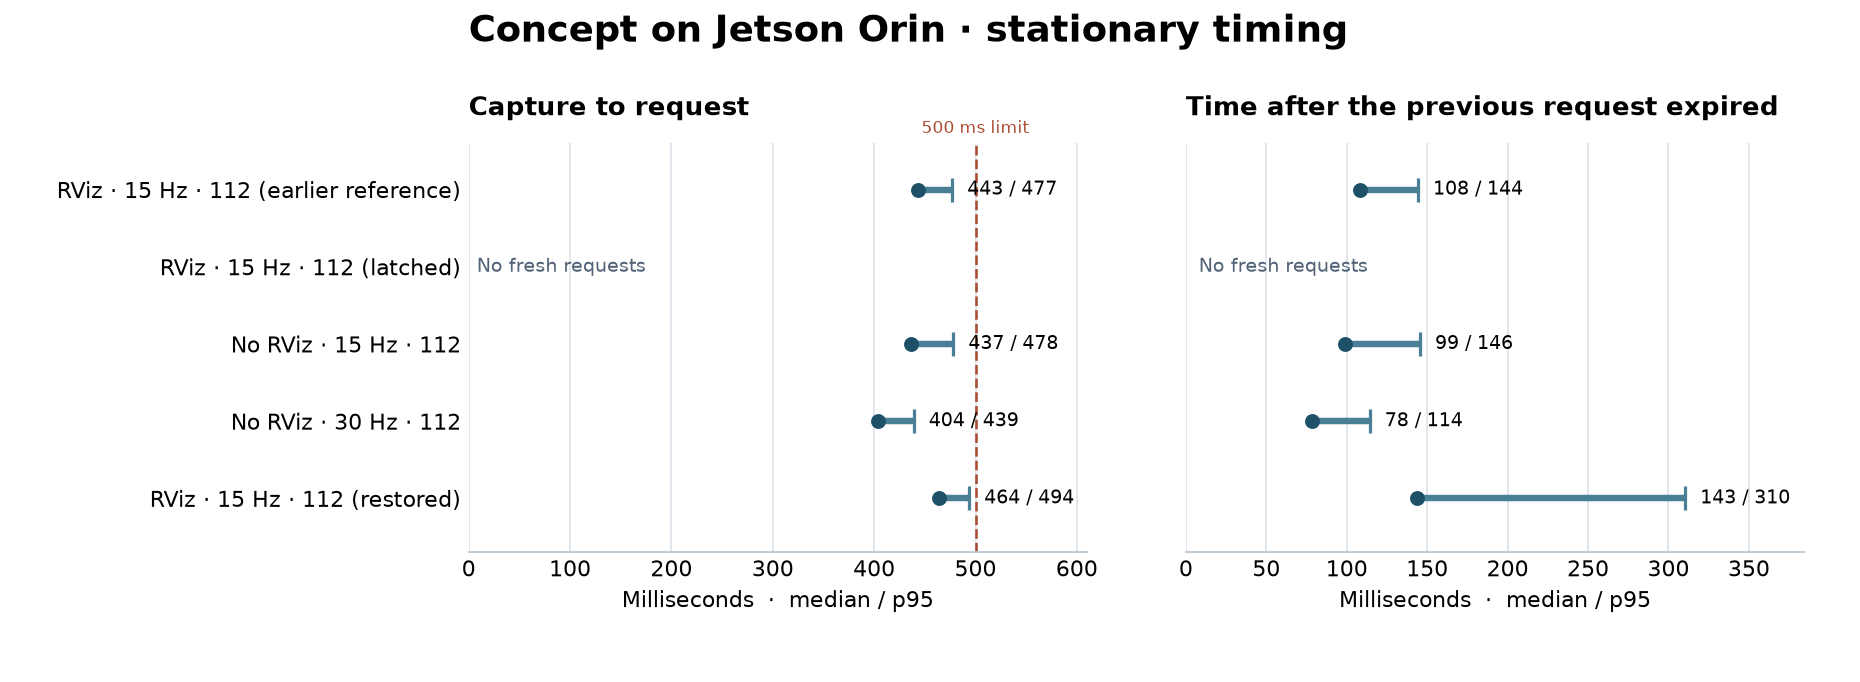 Concept on Jetson Orin · stationary timing
Capture to request
Time after the previous request expired
500 ms limit
RViz · 15 Hz · 112 (earlier reference)
443 / 477
108 / 144
RViz · 15 Hz · 112 (latched)
No fresh requests
No fresh requests
No RViz · 15 Hz · 112
437 / 478
99 / 146
No RViz · 30 Hz · 112
404 / 439
78 / 114
RViz · 15 Hz · 112 (restored)
464 / 494
143 / 310
0 100 200 300 400 500 600
0 50 100 150 200 250 300 350
Milliseconds · median / p95
Milliseconds · median / p95